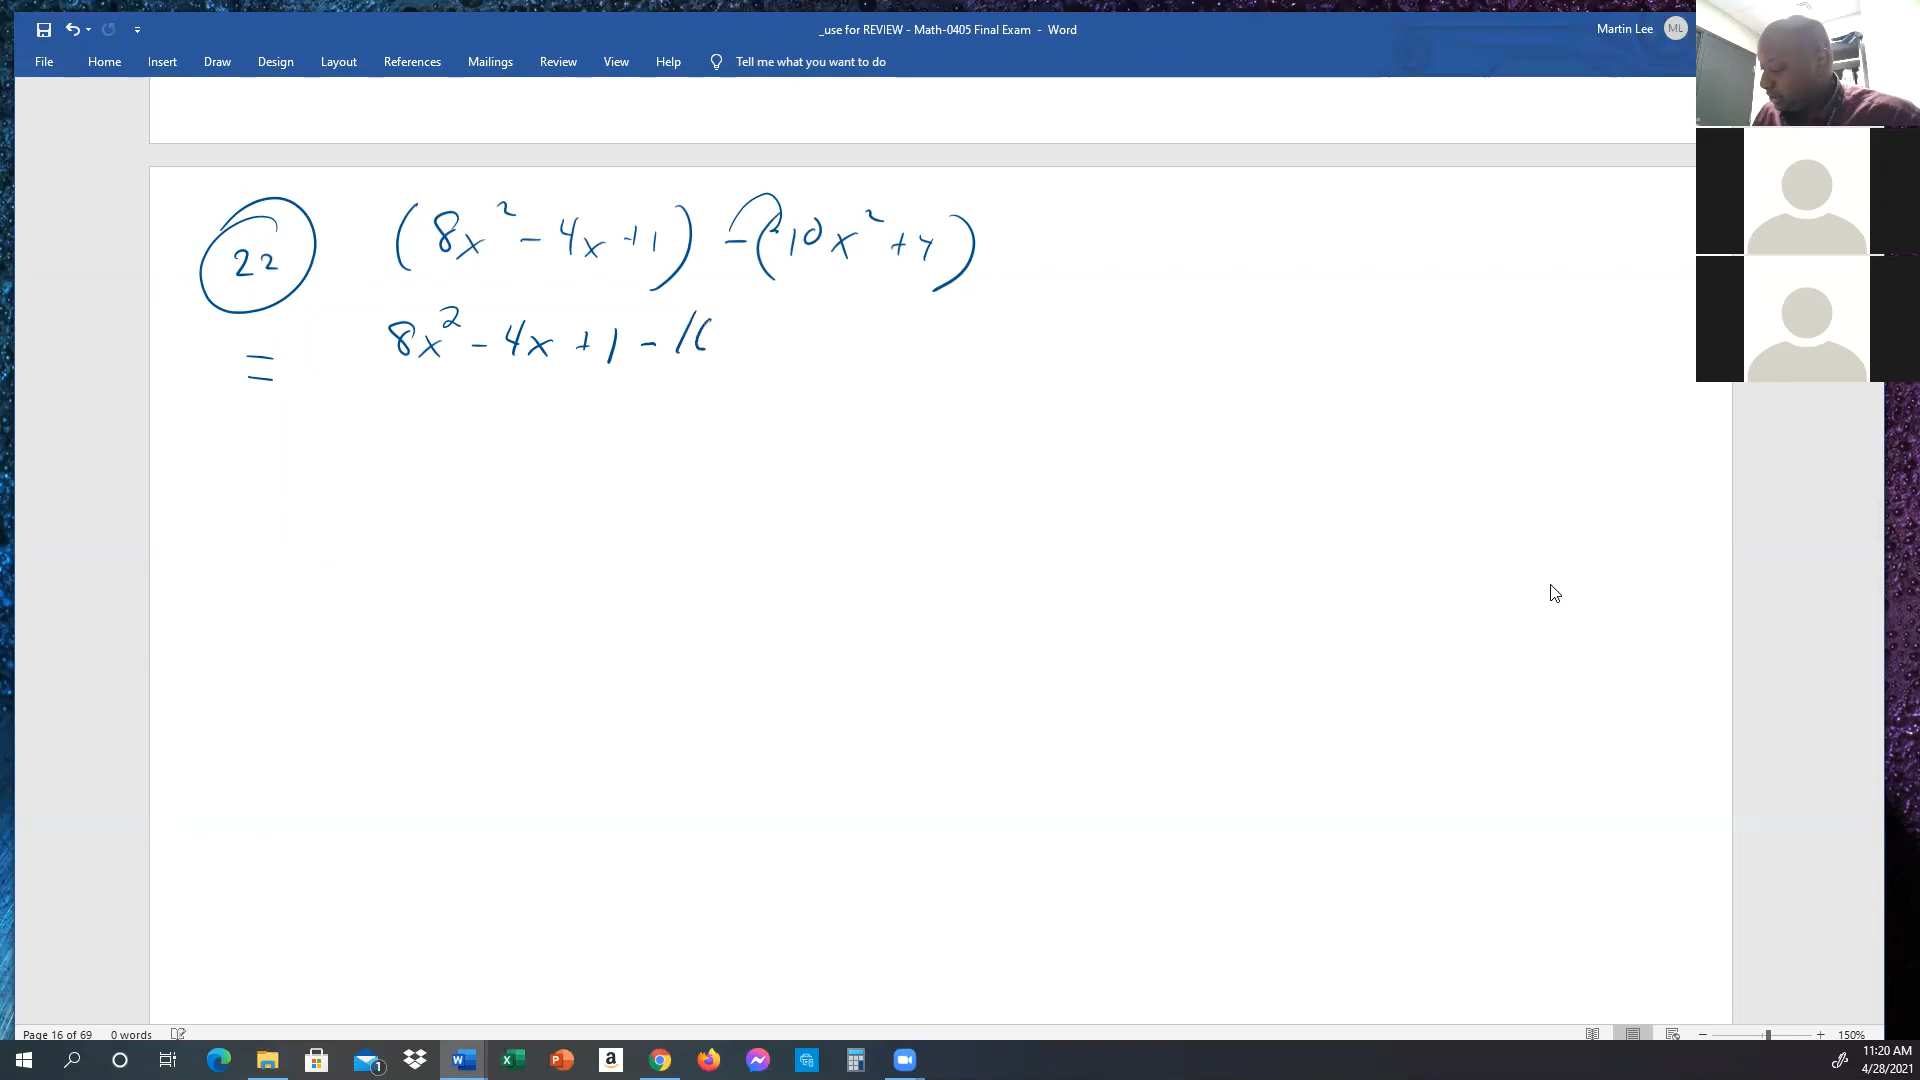 _use for REVIEW - Math-0405 Final Exam - Word
Martin Lee ML
File Home Insert Draw Design Layout References Mailings Review View Help Tell me what you want to do
22 (8x² - 4x + 1) - (10x² + 4)
= 8x² - 4x + 1 - 10
Page 16 of 69 0 words
150%
1
11:20 AM
4/28/2021